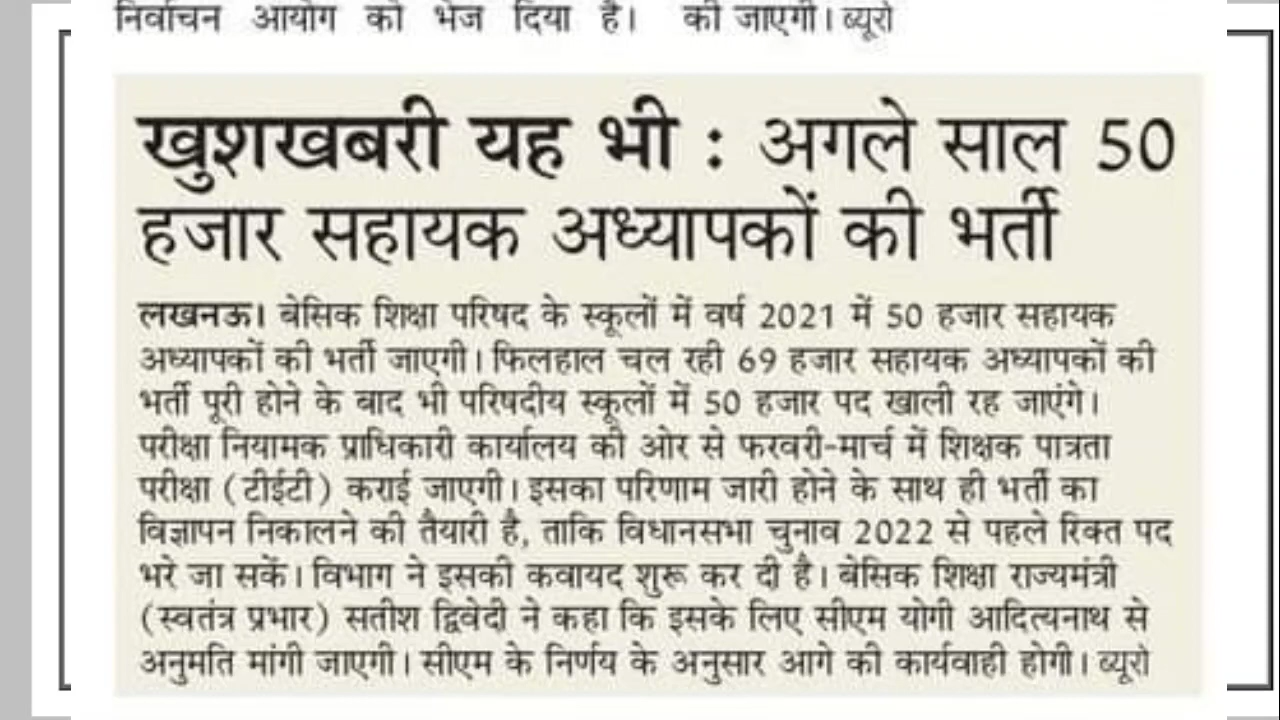 निर्वाचन आयोग को भेज दिया है। की जाएगी। ब्यूरो
खुशखबरी यह भी : अगले साल 50
हजार सहायक अध्यापकों की भर्ती
लखनऊ। बेसिक शिक्षा परिषद के स्कूलों में वर्ष 2021 में 50 हजार सहायक
अध्यापकों की भर्ती जाएगी। फिलहाल चल रही 69 हजार सहायक अध्यापकों की
भर्ती पूरी होने के बाद भी परिषदीय स्कूलों में 50 हजार पद खाली रह जाएंगे।
परीक्षा नियामक प्राधिकारी कार्यालय की ओर से फरवरी-मार्च में शिक्षक पात्रता
परीक्षा (टीईटी) कराई जाएगी। इसका परिणाम जारी होने के साथ ही भर्ती का
विज्ञापन निकालने की तैयारी है, ताकि विधानसभा चुनाव 2022 से पहले रिक्त पद
भरे जा सकें। विभाग ने इसकी कवायद शुरू कर दी है। बेसिक शिक्षा राज्यमंत्री
(स्वतंत्र प्रभार) सतीश द्विवेदी ने कहा कि इसके लिए सीएम योगी आदित्यनाथ से
अनुमति मांगी जाएगी। सीएम के निर्णय के अनुसार आगे की कार्यवाही होगी। ब्यूरो